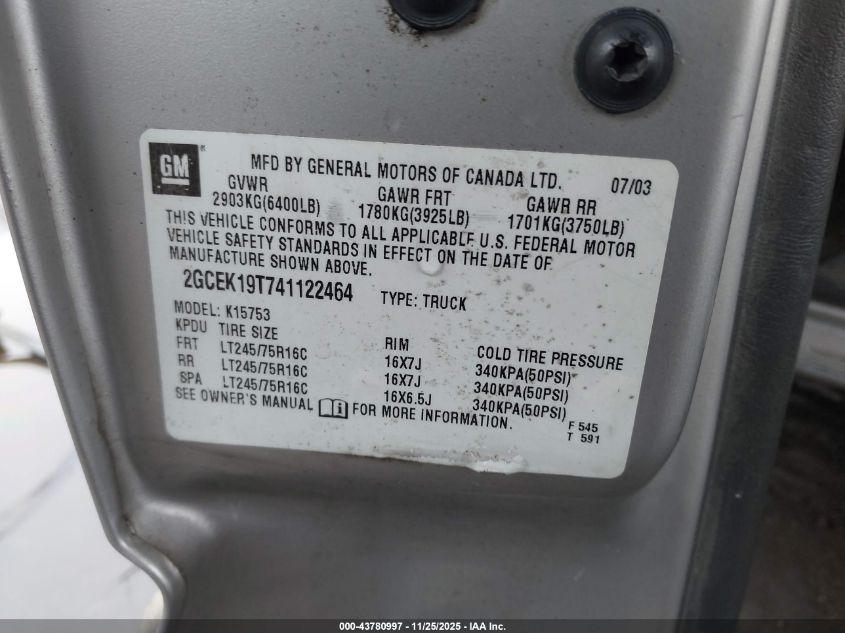 GM ®
MFD BY GENERAL MOTORS OF CANADA LTD. 07/03
GVWR GAWR FRT GAWR RR
2903KG(6400LB) 1780KG(3925LB) 1701KG(3750LB)
THIS VEHICLE CONFORMS TO ALL APPLICABLE U.S. FEDERAL MOTOR
VEHICLE SAFETY STANDARDS IN EFFECT ON THE DATE OF
MANUFACTURE SHOWN ABOVE.
2GCEK19T741122464 TYPE: TRUCK
MODEL: K15753
KPDU TIRE SIZE RIM COLD TIRE PRESSURE
FRT LT245/75R16C 16X7J 340KPA(50PSI)
RR LT245/75R16C 16X7J 340KPA(50PSI)
SPA LT245/75R16C 16X6.5J 340KPA(50PSI)
SEE OWNER'S MANUAL FOR MORE INFORMATION.
F 545
T 591
000-43780997 - 11/25/2025 - IAA Inc.